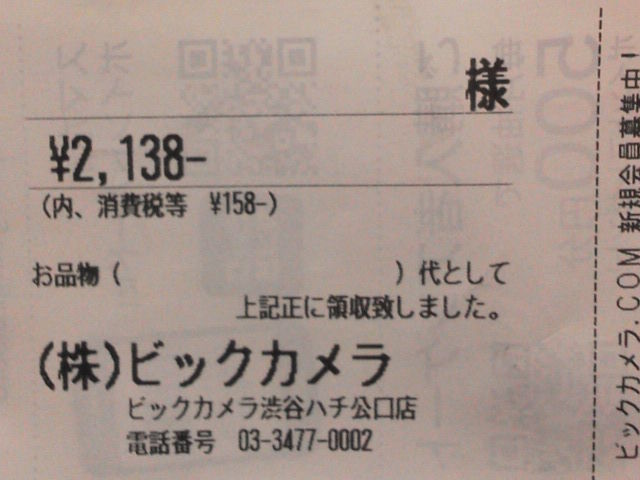 様
¥2,138-
(内、消費税等 ¥158-)
お品物( )代として
上記正に領収致しました。
(株)ビックカメラ
ビックカメラ渋谷ハチ公口店
電話番号 03-3477-0002
ビックカメラ.COM 新規会員募集中!